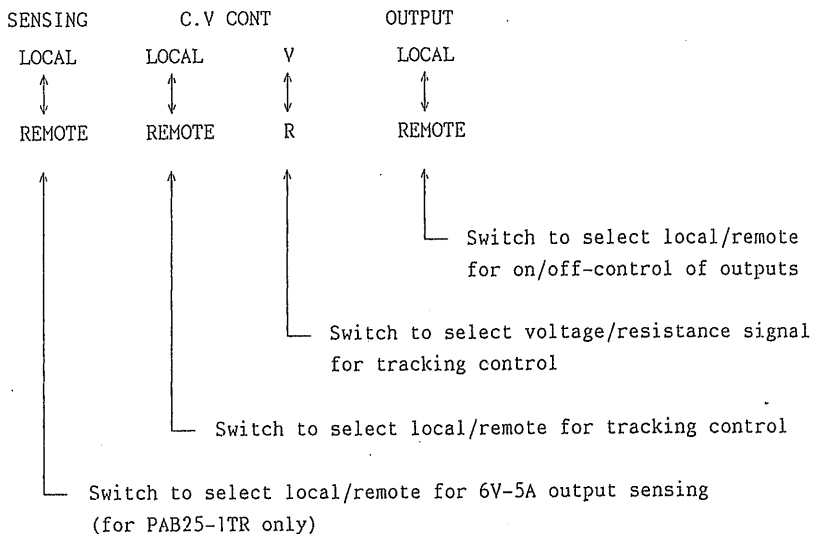 SENSING C.V CONT OUTPUT
LOCAL LOCAL V LOCAL
REMOTE REMOTE R REMOTE
Switch to select local/remote
for on/off-control of outputs
Switch to select voltage/resistance signal
for tracking control
Switch to select local/remote for tracking control
Switch to select local/remote for 6V-5A output sensing
(for PAB25-1TR only)